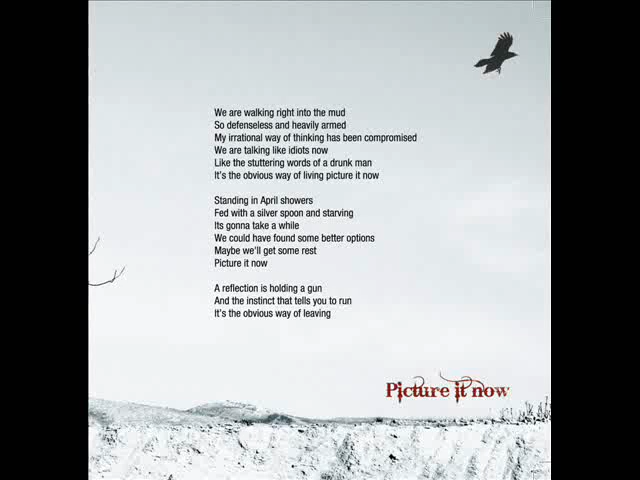 We are walking right into the mud
So defenseless and heavily armed
My irrational way of thinking has been compromised
We are talking like idiots now
Like the stuttering words of a drunk man
It's the obvious way of living picture it now
Standing in April showers
Fed with a silver spoon and starving
Its gonna take a while
We could have found some better options
Maybe we'll get some rest
Picture it now
A reflection is holding a gun
And the instinct that tells you to run
It's the obvious way of leaving
Picture it now